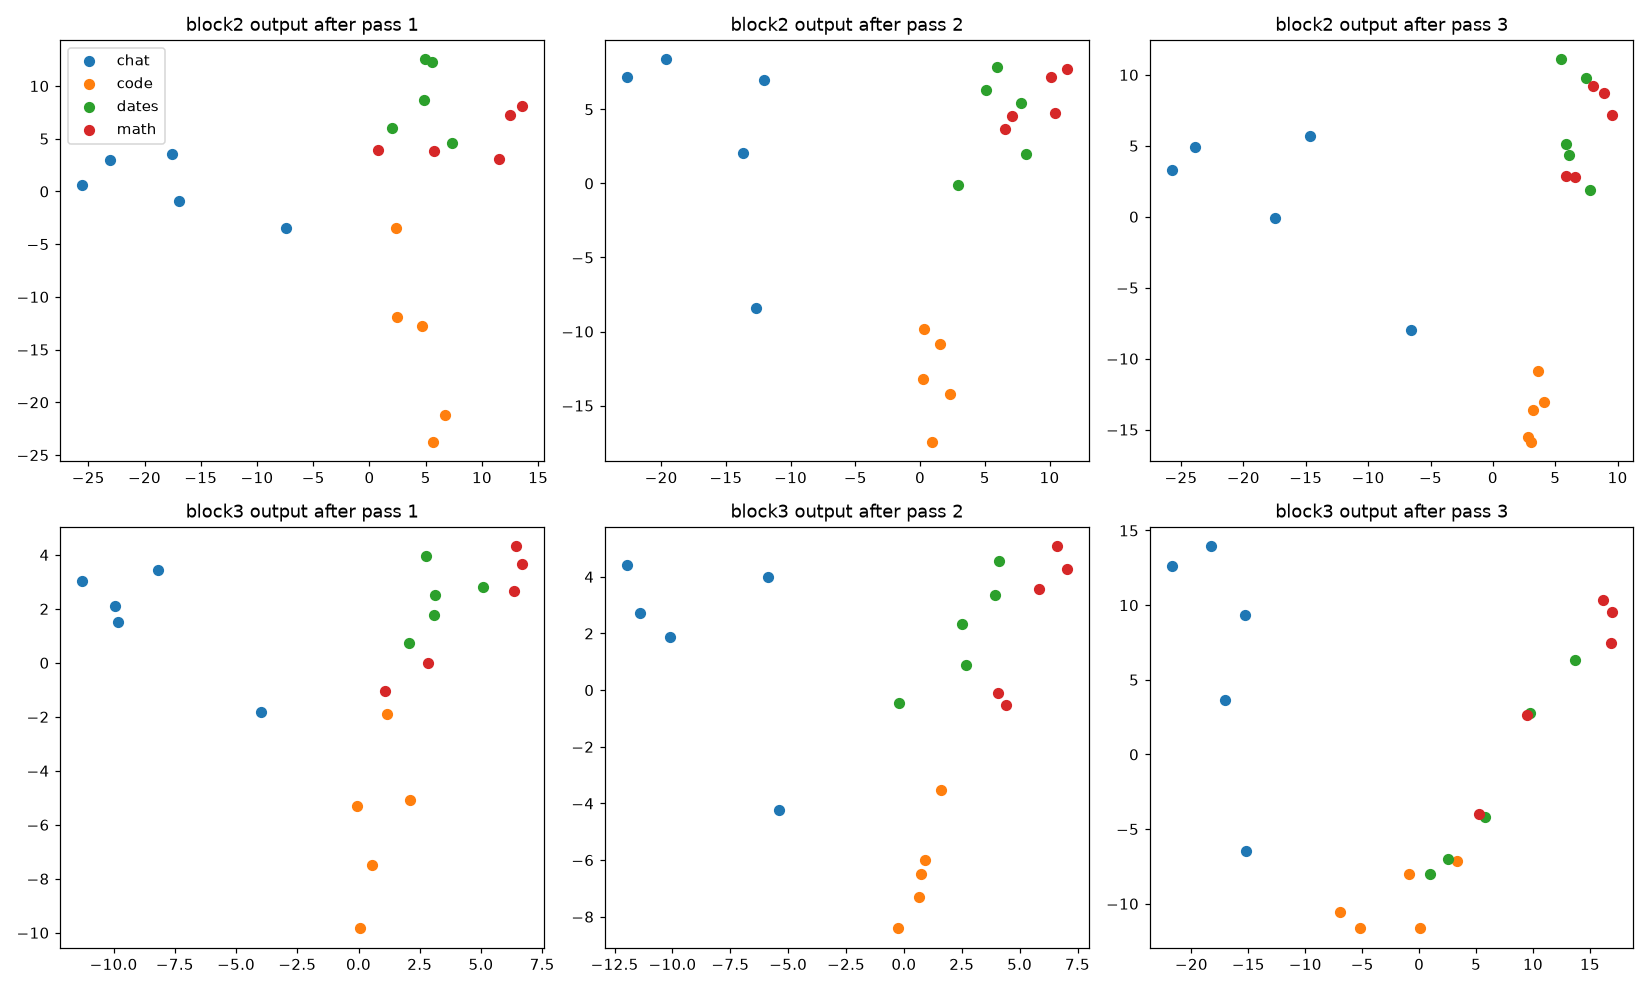 block2 output after pass 1
chat
code
dates
math
10
5
0
−5
−10
−15
−20
−25
−25 −20 −15 −10 −5 0 5 10 15
block2 output after pass 2
5
0
−5
−10
−15
−20 −15 −10 −5 0 5 10
block2 output after pass 3
10
5
0
−5
−10
−15
−25 −20 −15 −10 −5 0 5 10
block3 output after pass 1
4
2
0
−2
−4
−6
−8
−10
−10.0 −7.5 −5.0 −2.5 0.0 2.5 5.0 7.5
block3 output after pass 2
4
2
0
−2
−4
−6
−8
−12.5 −10.0 −7.5 −5.0 −2.5 0.0 2.5 5.0 7.5
block3 output after pass 3
15
10
5
0
−5
−10
−20 −15 −10 −5 0 5 10 15